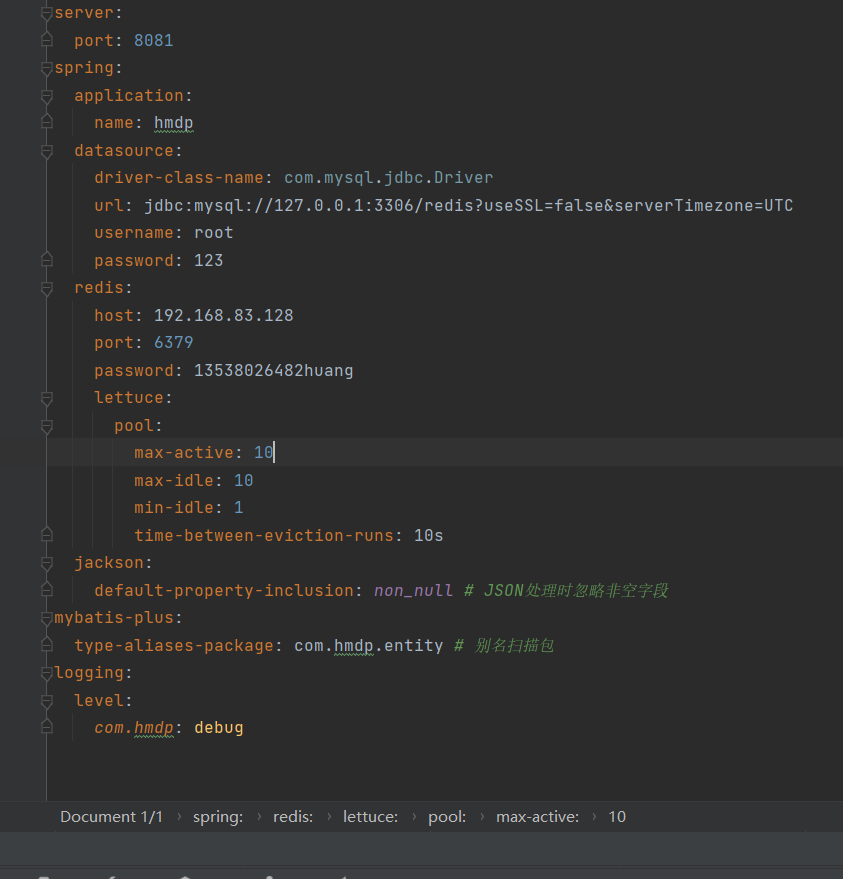 server:
port: 8081
spring:
application:
name: hmdp
datasource:
driver-class-name: com.mysql.jdbc.Driver
url: jdbc:mysql://127.0.0.1:3306/redis?useSSL=false&serverTimezone=UTC
username: root
password: 123
redis:
host: 192.168.83.128
port: 6379
password: 13538026482huang
lettuce:
pool:
max-active: 10
max-idle: 10
min-idle: 1
time-between-eviction-runs: 10s
jackson:
default-property-inclusion: non_null # JSON处理时忽略非空字段
mybatis-plus:
type-aliases-package: com.hmdp.entity # 别名扫描包
logging:
level:
com.hmdp: debug
Document 1/1 › spring: › redis: › lettuce: › pool: › max-active: › 10